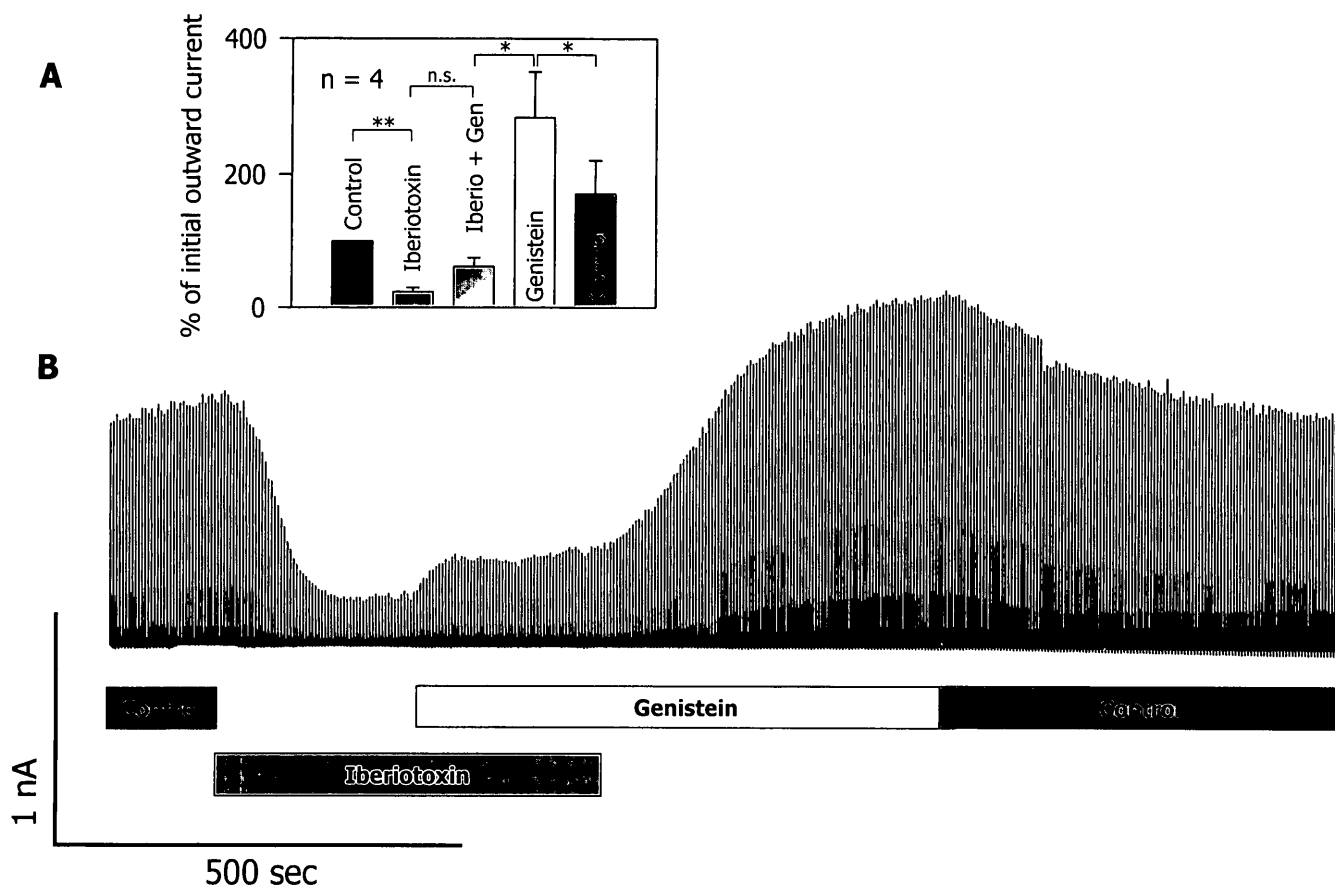 A
% of initial outward current
400
200
0
n = 4
**
n.s.
*
*
Control
Iberiotoxin
Iberio + Gen
Genistein
B
Genistein
Control
Iberiotoxin
1 nA
500 sec